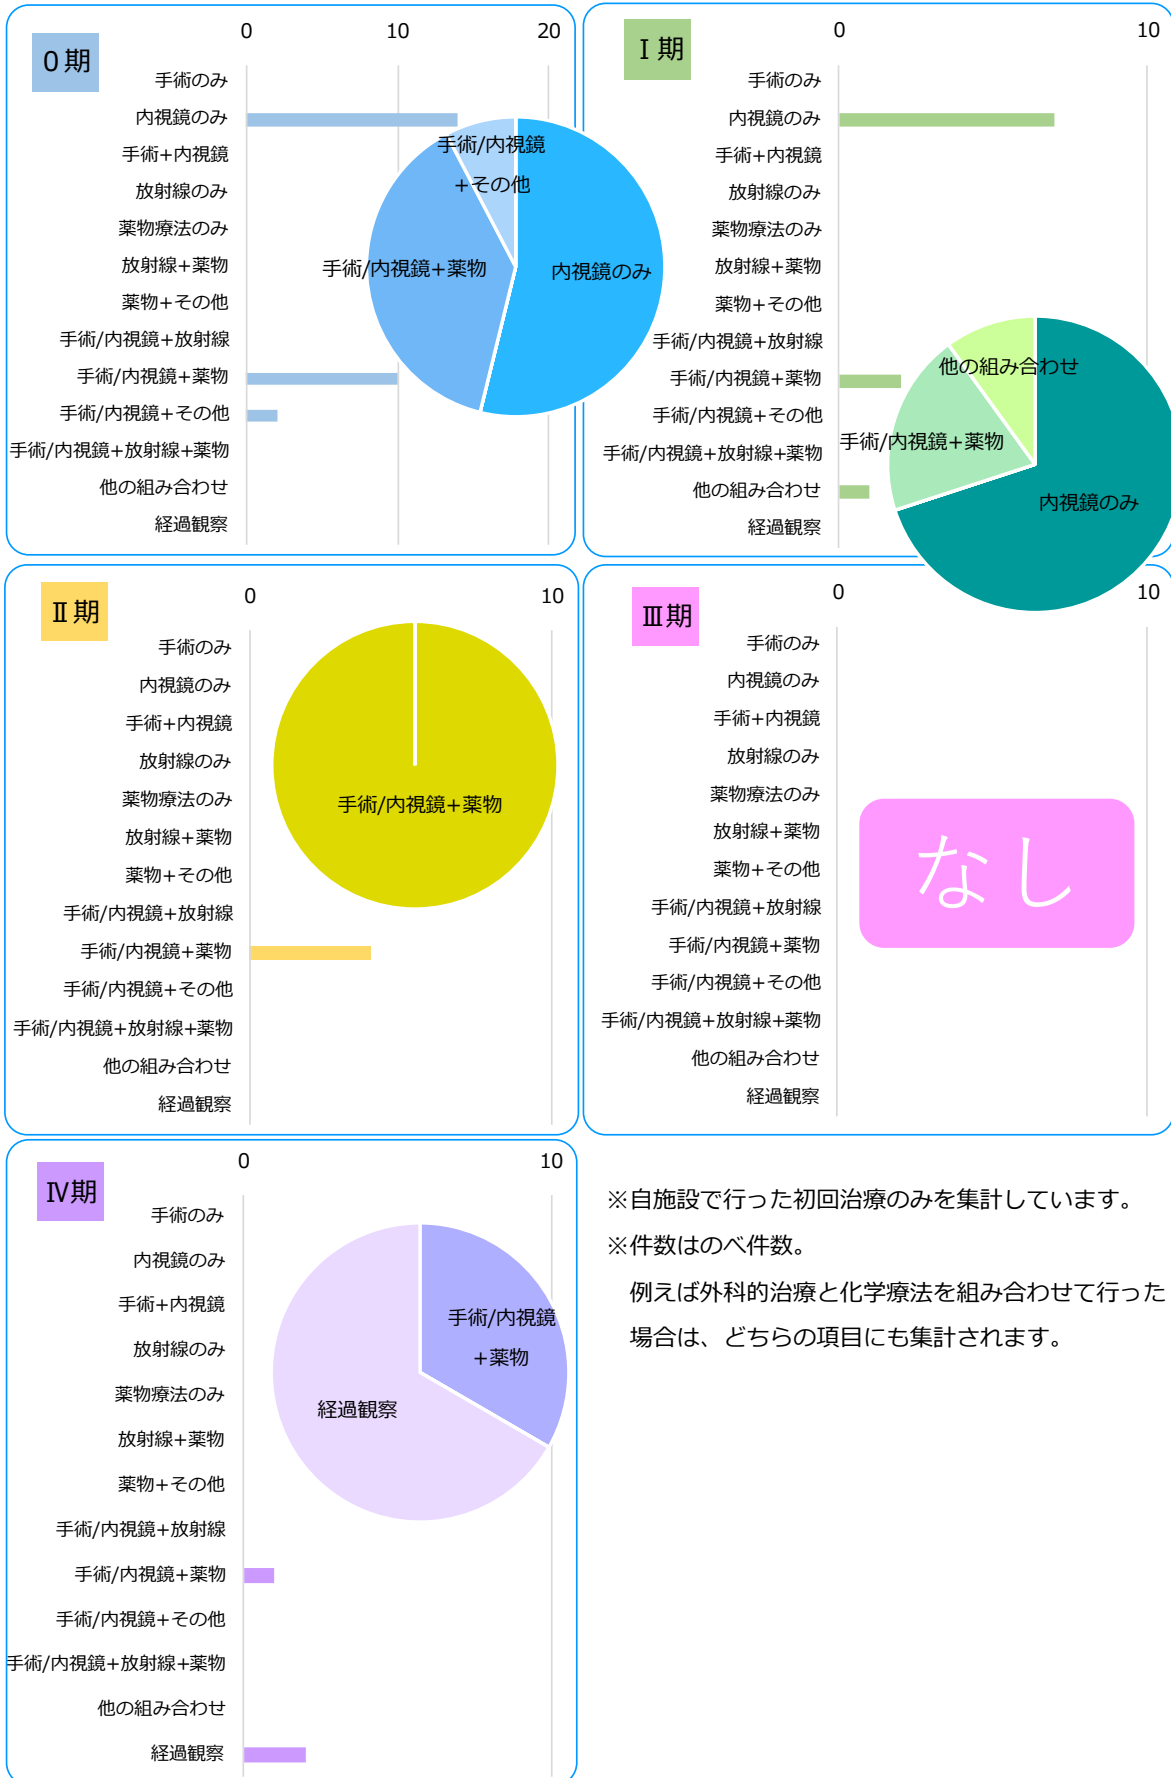 0期
0 10 20
手術のみ
内視鏡のみ
手術+内視鏡
放射線のみ
薬物療法のみ
放射線+薬物
薬物+その他
手術/内視鏡+放射線
手術/内視鏡+薬物
手術/内視鏡+その他
手術/内視鏡+放射線+薬物
他の組み合わせ
経過観察
手術/内視鏡
+その他
手術/内視鏡+薬物
内視鏡のみ
Ⅰ期
0 10
手術のみ
内視鏡のみ
手術+内視鏡
放射線のみ
薬物療法のみ
放射線+薬物
薬物+その他
手術/内視鏡+放射線
手術/内視鏡+薬物
手術/内視鏡+その他
手術/内視鏡+放射線+薬物
他の組み合わせ
経過観察
他の組み合わせ
手術/内視鏡+薬物
内視鏡のみ
Ⅱ期
0 10
手術のみ
内視鏡のみ
手術+内視鏡
放射線のみ
薬物療法のみ
放射線+薬物
薬物+その他
手術/内視鏡+放射線
手術/内視鏡+薬物
手術/内視鏡+その他
手術/内視鏡+放射線+薬物
他の組み合わせ
経過観察
手術/内視鏡+薬物
Ⅲ期
0 10
手術のみ
内視鏡のみ
手術+内視鏡
放射線のみ
薬物療法のみ
放射線+薬物
薬物+その他
手術/内視鏡+放射線
手術/内視鏡+薬物
手術/内視鏡+その他
手術/内視鏡+放射線+薬物
他の組み合わせ
経過観察
なし
Ⅳ期
0 10
手術のみ
内視鏡のみ
手術+内視鏡
放射線のみ
薬物療法のみ
放射線+薬物
薬物+その他
手術/内視鏡+放射線
手術/内視鏡+薬物
手術/内視鏡+その他
手術/内視鏡+放射線+薬物
他の組み合わせ
経過観察
手術/内視鏡
+薬物
経過観察
※自施設で行った初回治療のみを集計しています。
※件数はのべ件数。
例えば外科的治療と化学療法を組み合わせて行った
場合は、どちらの項目にも集計されます。